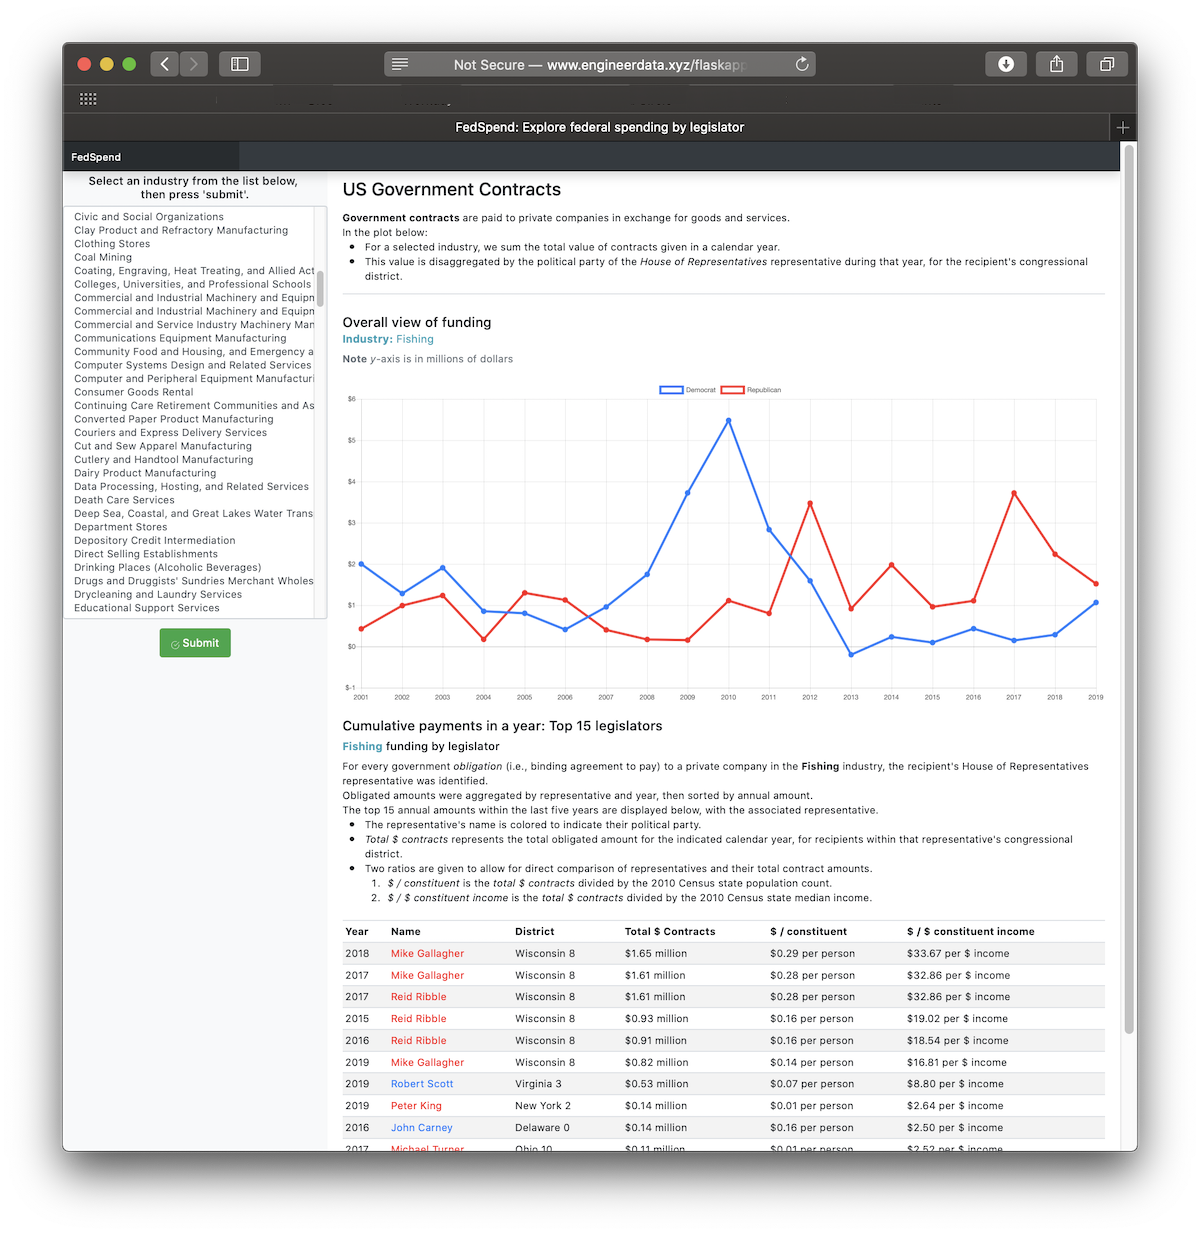 Not Secure — www.engineerdata.xyz/flaskapp
FedSpend: Explore federal spending by legislator
FedSpend
Select an industry from the list below,
then press 'submit'.
Civic and Social Organizations
Clay Product and Refractory Manufacturing
Clothing Stores
Coal Mining
Coating, Engraving, Heat Treating, and Allied Act
Colleges, Universities, and Professional Schools
Commercial and Industrial Machinery and Equipn
Commercial and Industrial Machinery and Equipn
Commercial and Service Industry Machinery Man
Communications Equipment Manufacturing
Community Food and Housing, and Emergency a
Computer Systems Design and Related Services
Computer and Peripheral Equipment Manufacturi
Consumer Goods Rental
Continuing Care Retirement Communities and As
Converted Paper Product Manufacturing
Couriers and Express Delivery Services
Cut and Sew Apparel Manufacturing
Cutlery and Handtool Manufacturing
Dairy Product Manufacturing
Data Processing, Hosting, and Related Services
Death Care Services
Deep Sea, Coastal, and Great Lakes Water Trans
Department Stores
Depository Credit Intermediation
Direct Selling Establishments
Drinking Places (Alcoholic Beverages)
Drugs and Druggists' Sundries Merchant Wholes
Drycleaning and Laundry Services
Educational Support Services
Submit
US Government Contracts
Government contracts are paid to private companies in exchange for goods and services.
In the plot below:
• For a selected industry, we sum the total value of contracts given in a calendar year.
• This value is disaggregated by the political party of the House of Representatives representative during that year, for the recipient's congressional
district.
Overall view of funding
Industry: Fishing
Note y-axis is in millions of dollars
Democrat Republican
$6
$5
$4
$3
$2
$1
$0
$-1
2001 2002 2003 2004 2005 2006 2007 2008 2009 2010 2011 2012 2013 2014 2015 2016 2017 2018 2019
Cumulative payments in a year: Top 15 legislators
Fishing funding by legislator
For every government obligation (i.e., binding agreement to pay) to a private company in the Fishing industry, the recipient's House of Representatives
representative was identified.
Obligated amounts were aggregated by representative and year, then sorted by annual amount.
The top 15 annual amounts within the last five years are displayed below, with the associated representative.
• The representative's name is colored to indicate their political party.
• Total $ contracts represents the total obligated amount for the indicated calendar year, for recipients within that representative's congressional
district.
• Two ratios are given to allow for direct comparison of representatives and their total contract amounts.
1. $ / constituent is the total $ contracts divided by the 2010 Census state population count.
2. $ / $ constituent income is the total $ contracts divided by the 2010 Census state median income.
Year Name District Total $ Contracts $ / constituent $ / $ constituent income
2018 Mike Gallagher Wisconsin 8 $1.65 million $0.29 per person $33.67 per $ income
2017 Mike Gallagher Wisconsin 8 $1.61 million $0.28 per person $32.86 per $ income
2017 Reid Ribble Wisconsin 8 $1.61 million $0.28 per person $32.86 per $ income
2015 Reid Ribble Wisconsin 8 $0.93 million $0.16 per person $19.02 per $ income
2016 Reid Ribble Wisconsin 8 $0.91 million $0.16 per person $18.54 per $ income
2019 Mike Gallagher Wisconsin 8 $0.82 million $0.14 per person $16.81 per $ income
2019 Robert Scott Virginia 3 $0.53 million $0.07 per person $8.80 per $ income
2019 Peter King New York 2 $0.14 million $0.01 per person $2.64 per $ income
2016 John Carney Delaware 0 $0.14 million $0.16 per person $2.50 per $ income
2017 Michael Turner Ohio 10 $0.11 million $0.01 per person $2.52 per $ income